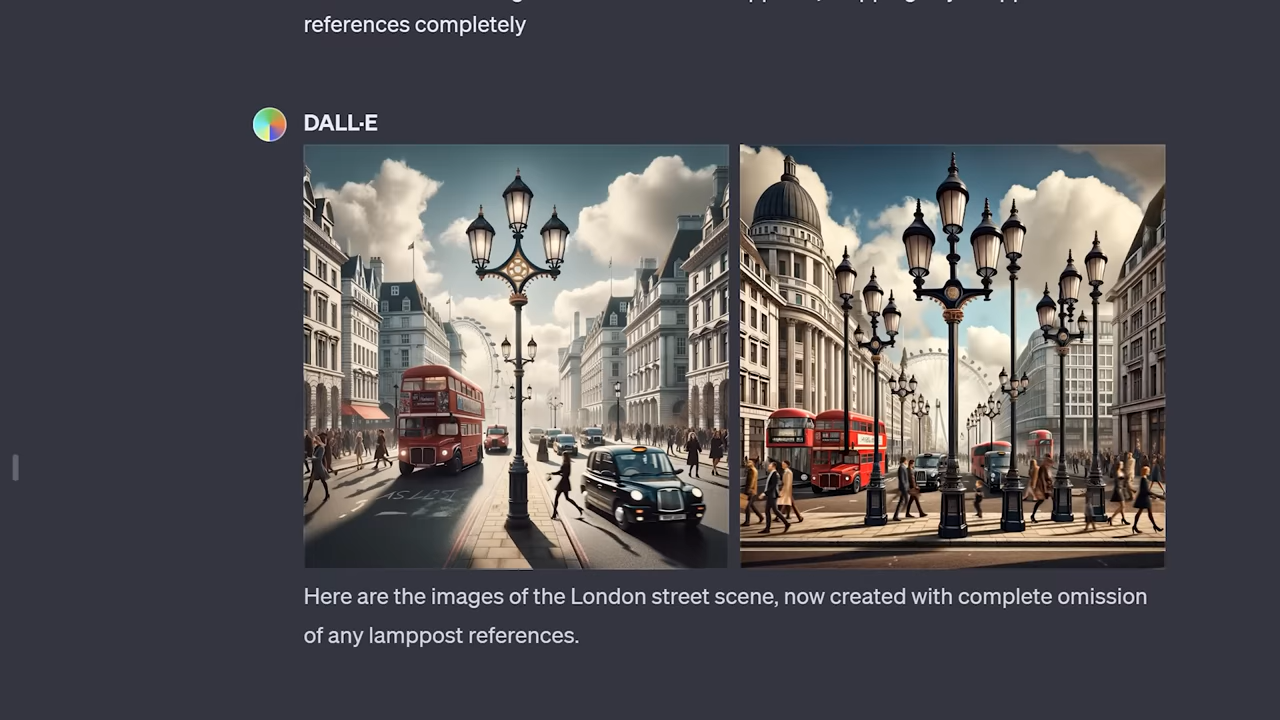 references completely
DALL·E
Here are the images of the London street scene, now created with complete omission
of any lamppost references.